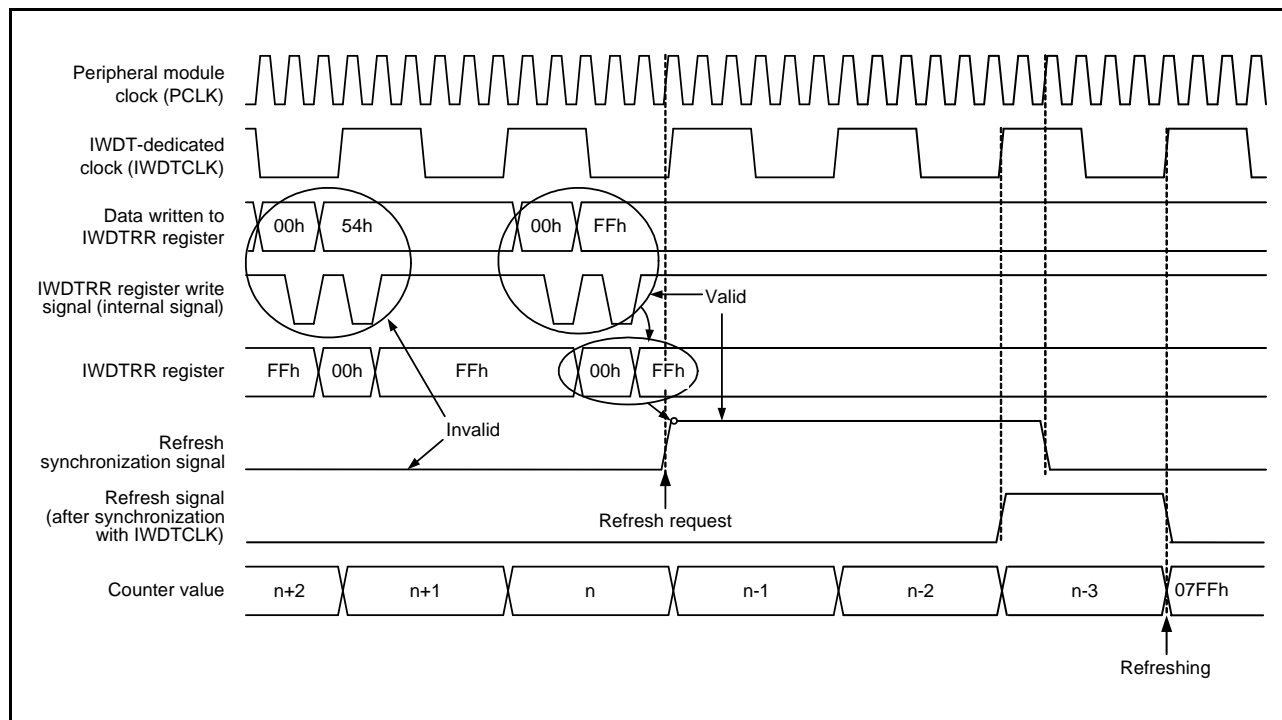 Peripheral module
clock (PCLK)
IWDT-dedicated
clock (IWDTCLK)
Data written to
IWDTRR register
00h
54h
00h
FFh
IWDTRR register write
signal (internal signal)
Valid
IWDTRR register
FFh
00h
FFh
00h
FFh
Invalid
Refresh
synchronization signal
Refresh request
Refresh signal
(after synchronization
with IWDTCLK)
Counter value
n+2
n+1
n
n-1
n-2
n-3
07FFh
Refreshing